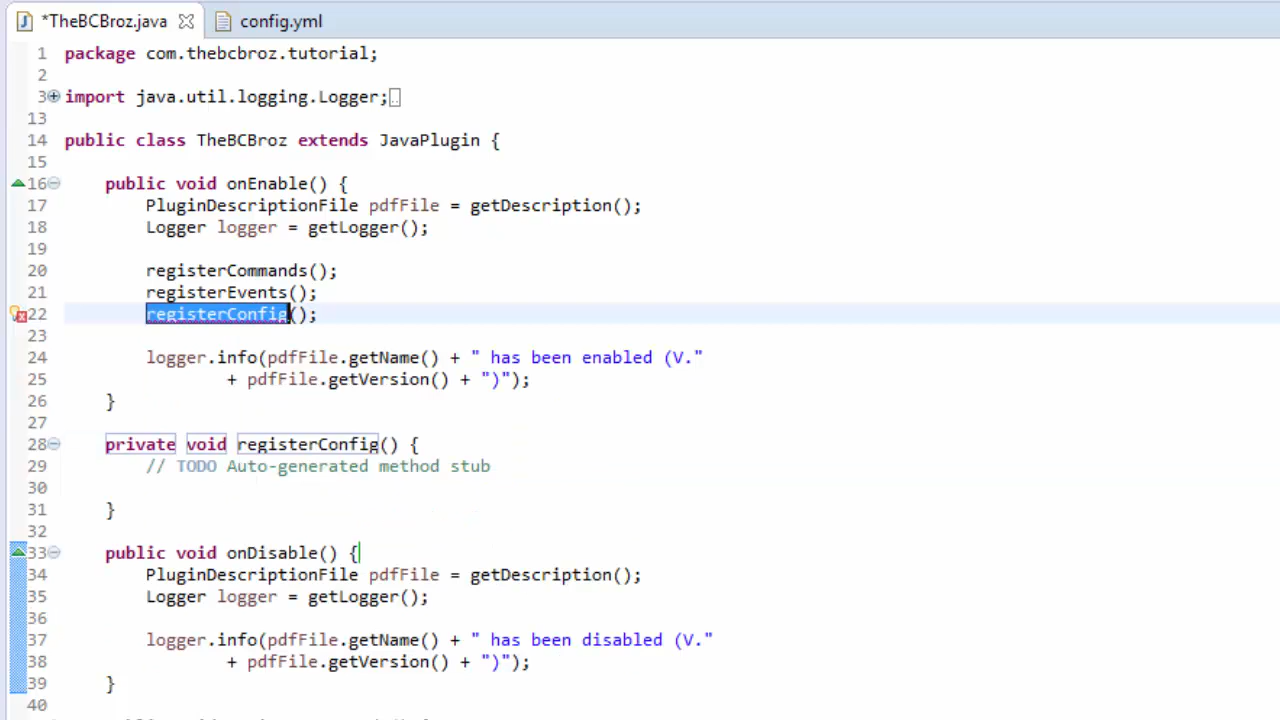 *TheBCBroz.java config.yml
1 package com.thebcbroz.tutorial;
2
3 import java.util.logging.Logger;
13
14 public class TheBCBroz extends JavaPlugin {
15
16 public void onEnable() {
17 PluginDescriptionFile pdfFile = getDescription();
18 Logger logger = getLogger();
19
20 registerCommands();
21 registerEvents();
22 registerConfig();
23
24 logger.info(pdfFile.getName() + " has been enabled (V."
25 + pdfFile.getVersion() + ")");
26 }
27
28 private void registerConfig() {
29 // TODO Auto-generated method stub
30
31 }
32
33 public void onDisable() {
34 PluginDescriptionFile pdfFile = getDescription();
35 Logger logger = getLogger();
36
37 logger.info(pdfFile.getName() + " has been disabled (V."
38 + pdfFile.getVersion() + ")");
39 }
40